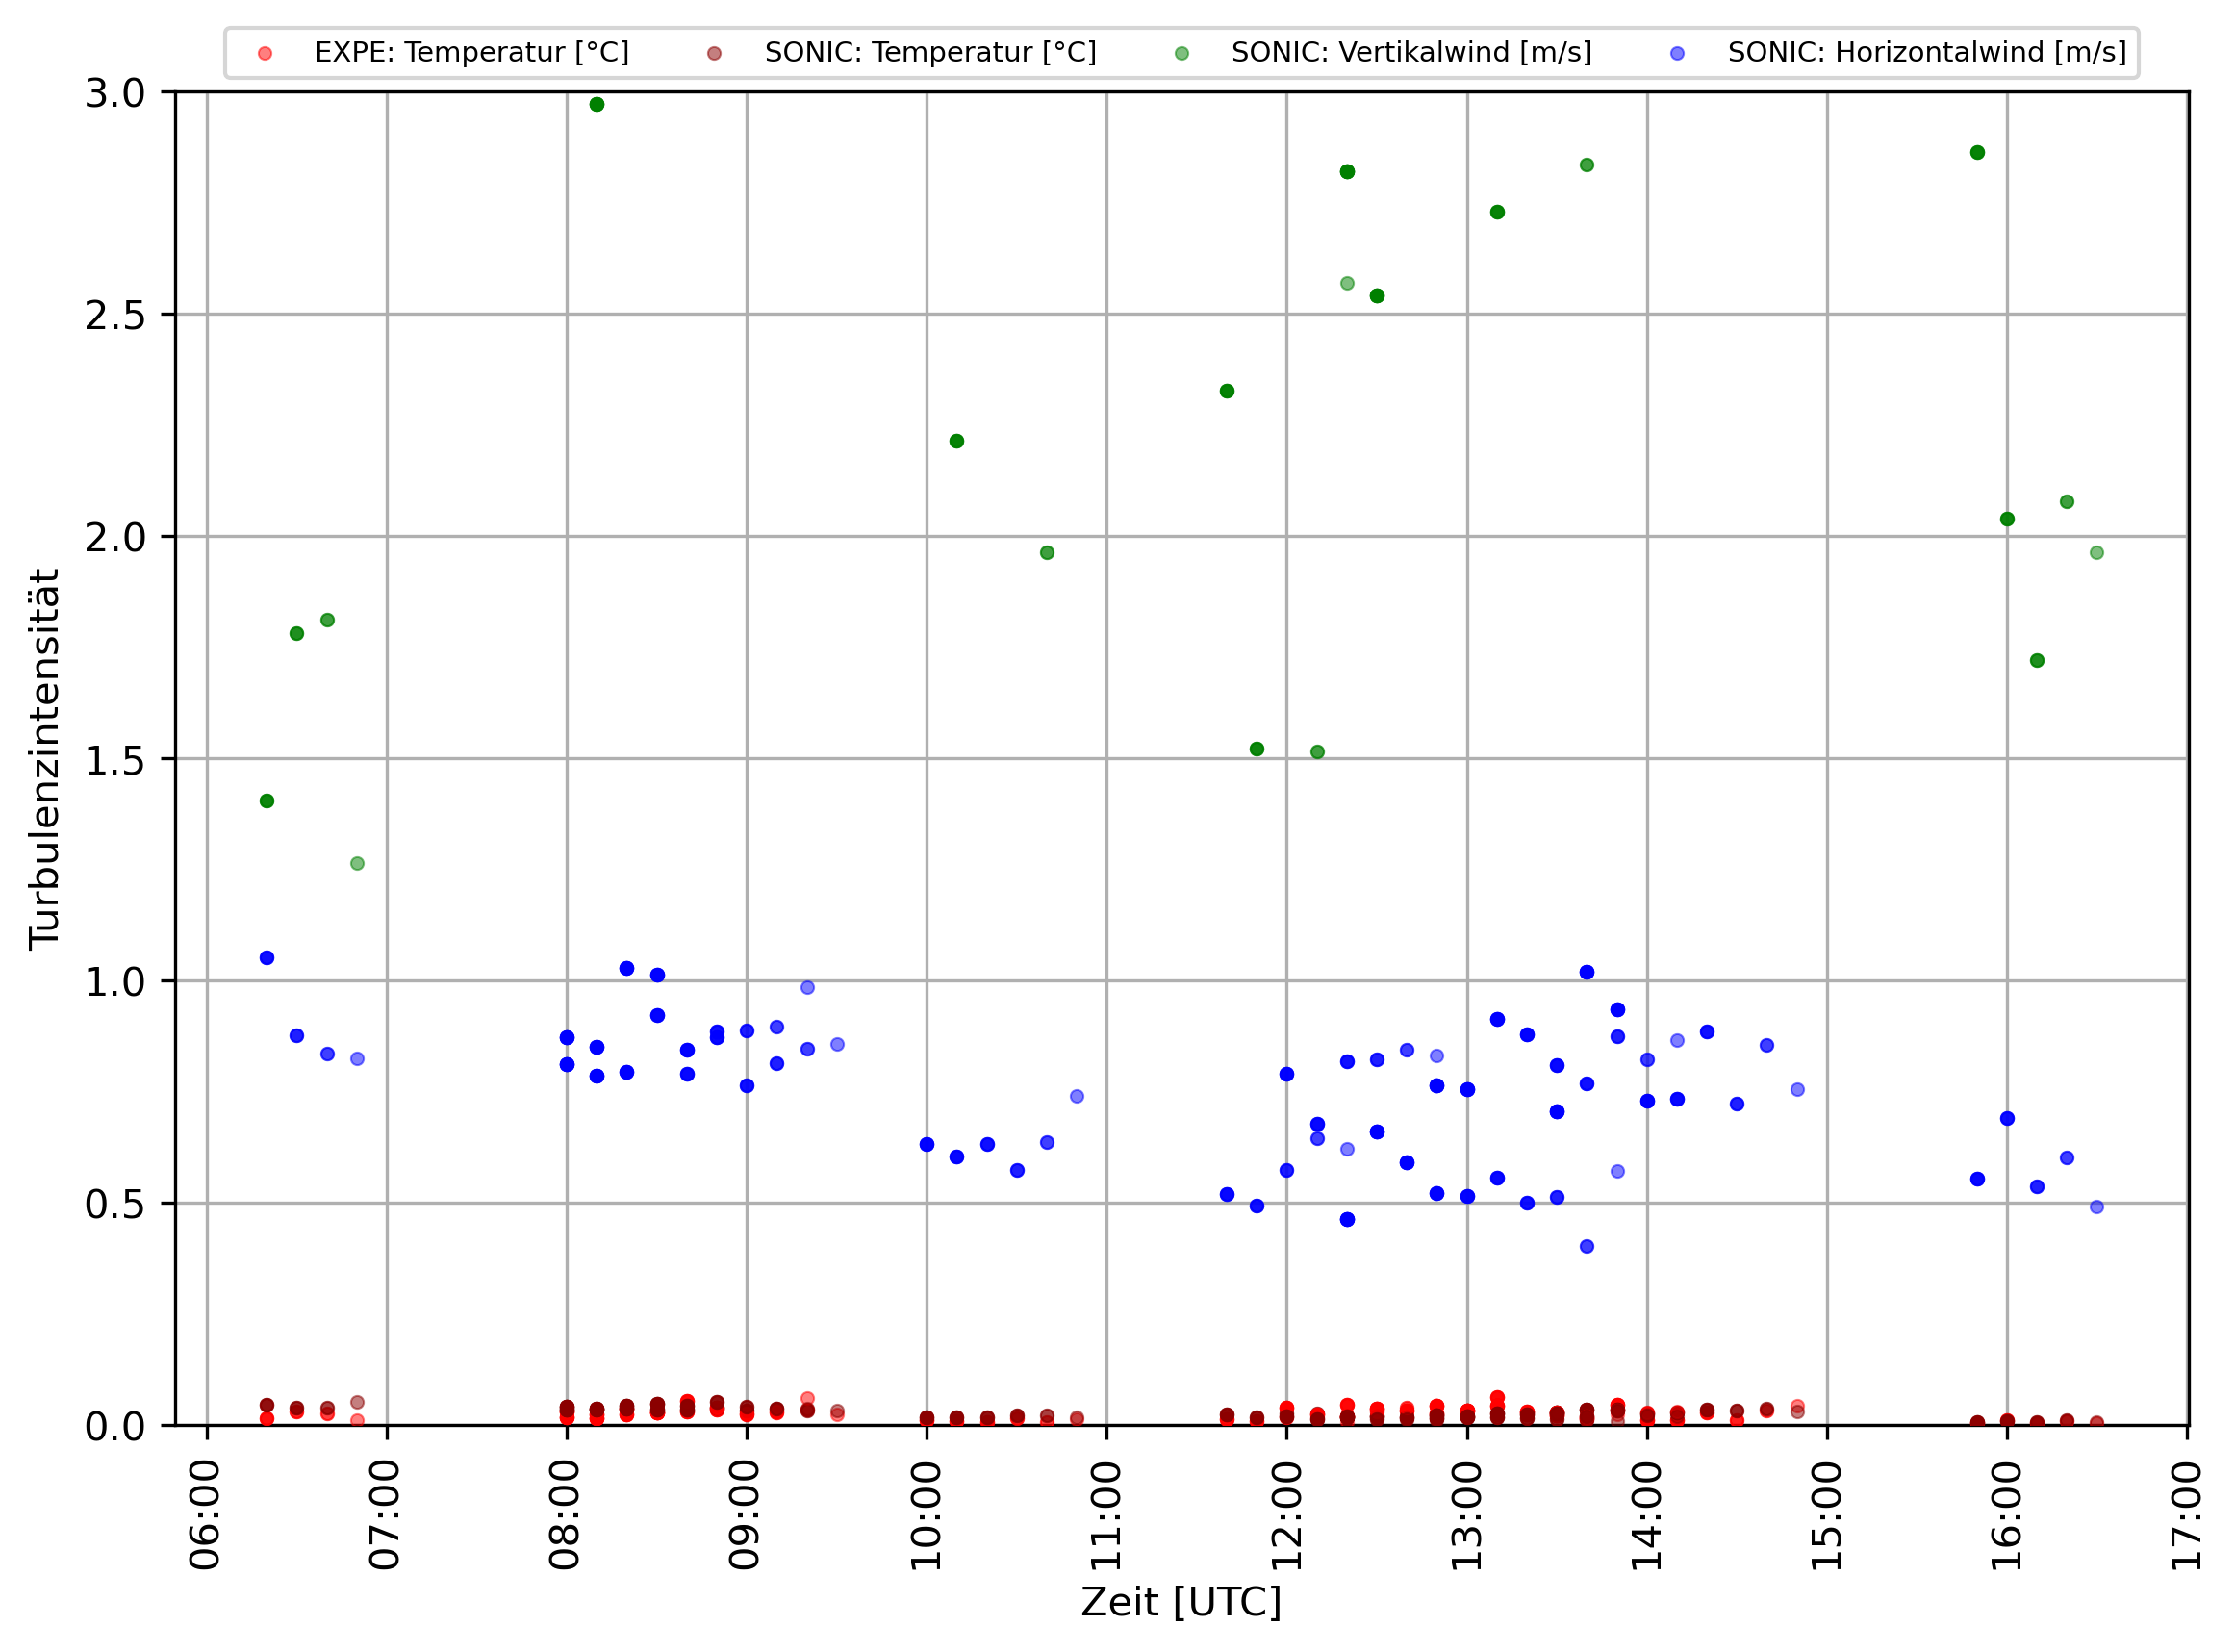 EXPE: Temperatur [°C] SONIC: Temperatur [°C] SONIC: Vertikalwind [m/s] SONIC: Horizontalwind [m/s]
3.0
2.5
2.0
1.5
1.0
0.5
0.0
Turbulenzintensität
06:00 07:00 08:00 09:00 10:00 11:00 12:00 13:00 14:00 15:00 16:00 17:00
Zeit [UTC]